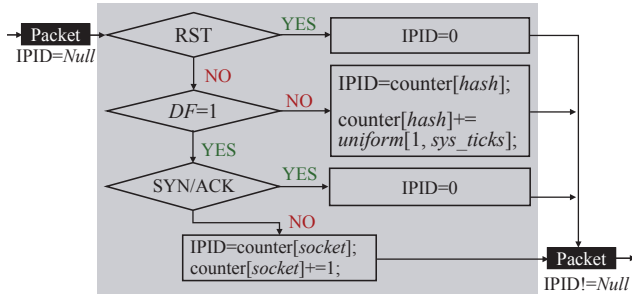 Packet
IPID=Null
RST
YES
IPID=0
NO
DF=1
NO
IPID=counter[hash];
counter[hash]+=
uniform[1, sys_ticks];
YES
SYN/ACK
YES
IPID=0
NO
IPID=counter[socket];
counter[socket]+=1;
Packet
IPID!=Null